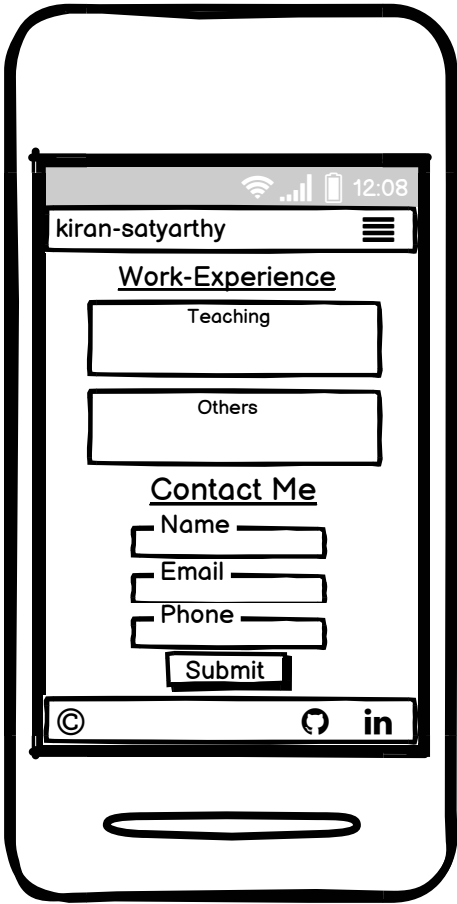 12:08
kiran-satyarthy
Work-Experience
Teaching
Others
Contact Me
Name
Email
Phone
Submit
© in